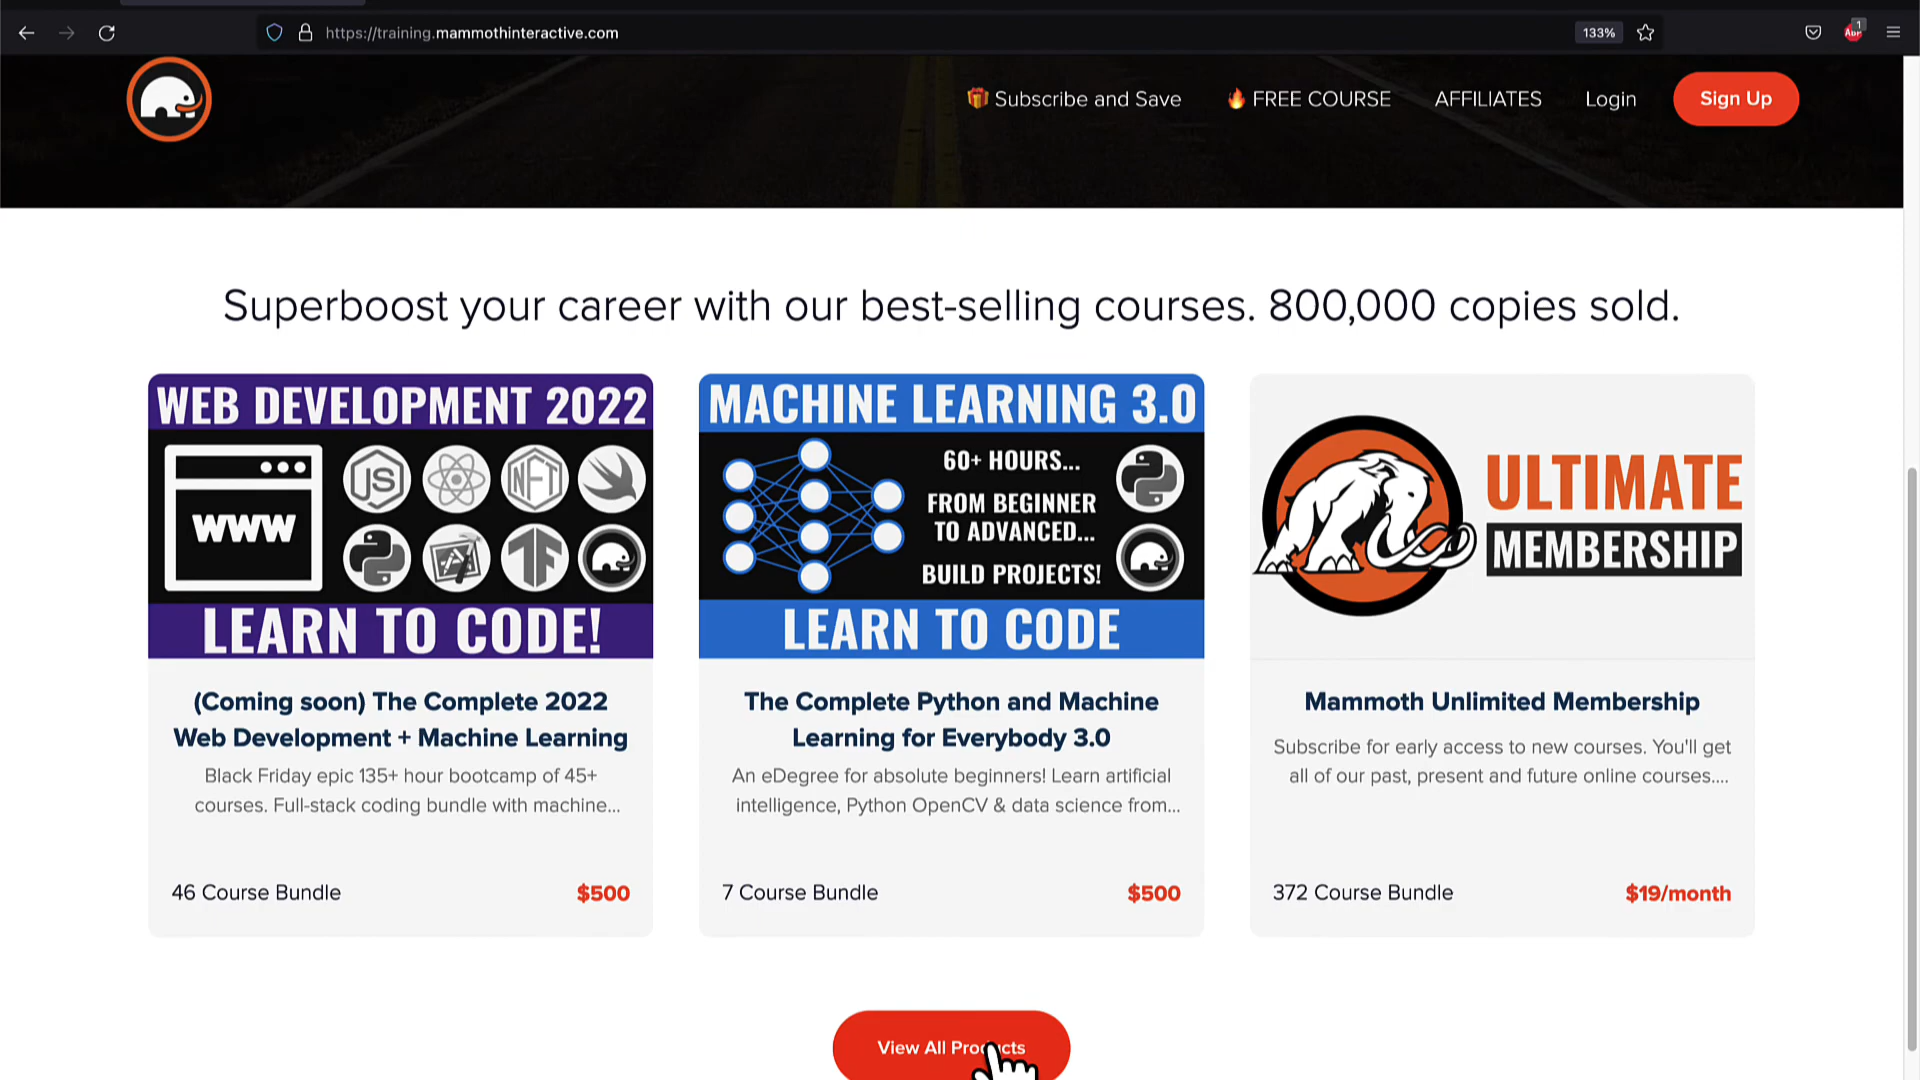 https://training.mammothinteractive.com
133%
1
ABP
🎁 Subscribe and Save
🔥 FREE COURSE
AFFILIATES
Login
Sign Up
Superboost your career with our best-selling courses. 800,000 copies sold.
WEB DEVELOPMENT 2022
WWW
JS
NFT
LEARN TO CODE!
(Coming soon) The Complete 2022
Web Development + Machine Learning
Black Friday epic 135+ hour bootcamp of 45+
courses. Full-stack coding bundle with machine...
46 Course Bundle
$500
MACHINE LEARNING 3.0
60+ HOURS...
FROM BEGINNER
TO ADVANCED...
BUILD PROJECTS!
LEARN TO CODE
The Complete Python and Machine
Learning for Everybody 3.0
An eDegree for absolute beginners! Learn artificial
intelligence, Python OpenCV & data science from...
7 Course Bundle
$500
ULTIMATE
MEMBERSHIP
Mammoth Unlimited Membership
Subscribe for early access to new courses. You'll get
all of our past, present and future online courses....
372 Course Bundle
$19/month
View All Products